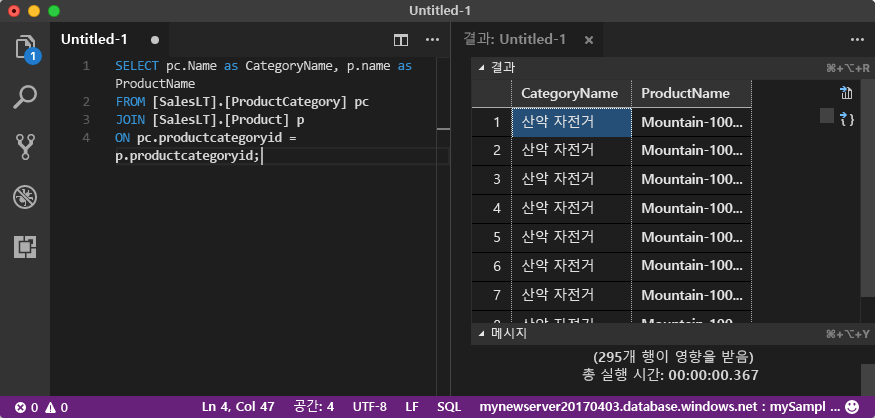 Untitled-1
Untitled-1 ●
결과: Untitled-1 ×
1
1 SELECT pc.Name as CategoryName, p.name as
ProductName
2 FROM [SalesLT].[ProductCategory] pc
3 JOIN [SalesLT].[Product] p
4 ON pc.productcategoryid =
p.productcategoryid;
결과 ⌘+⌥+R
CategoryName ProductName
1 산악 자전거 Mountain-100...
2 산악 자전거 Mountain-100...
3 산악 자전거 Mountain-100...
4 산악 자전거 Mountain-100...
5 산악 자전거 Mountain-100...
6 산악 자전거 Mountain-100...
7 산악 자전거 Mountain-100...
8 산악 자전거 Mountain-100...
메시지 ⌘+⌥+Y
(295개 행이 영향을 받음)
총 실행 시간: 00:00:00.367
0 0 Ln 4, Col 47 공간: 4 UTF-8 LF SQL mynewserver20170403.database.windows.net : mySampl ...